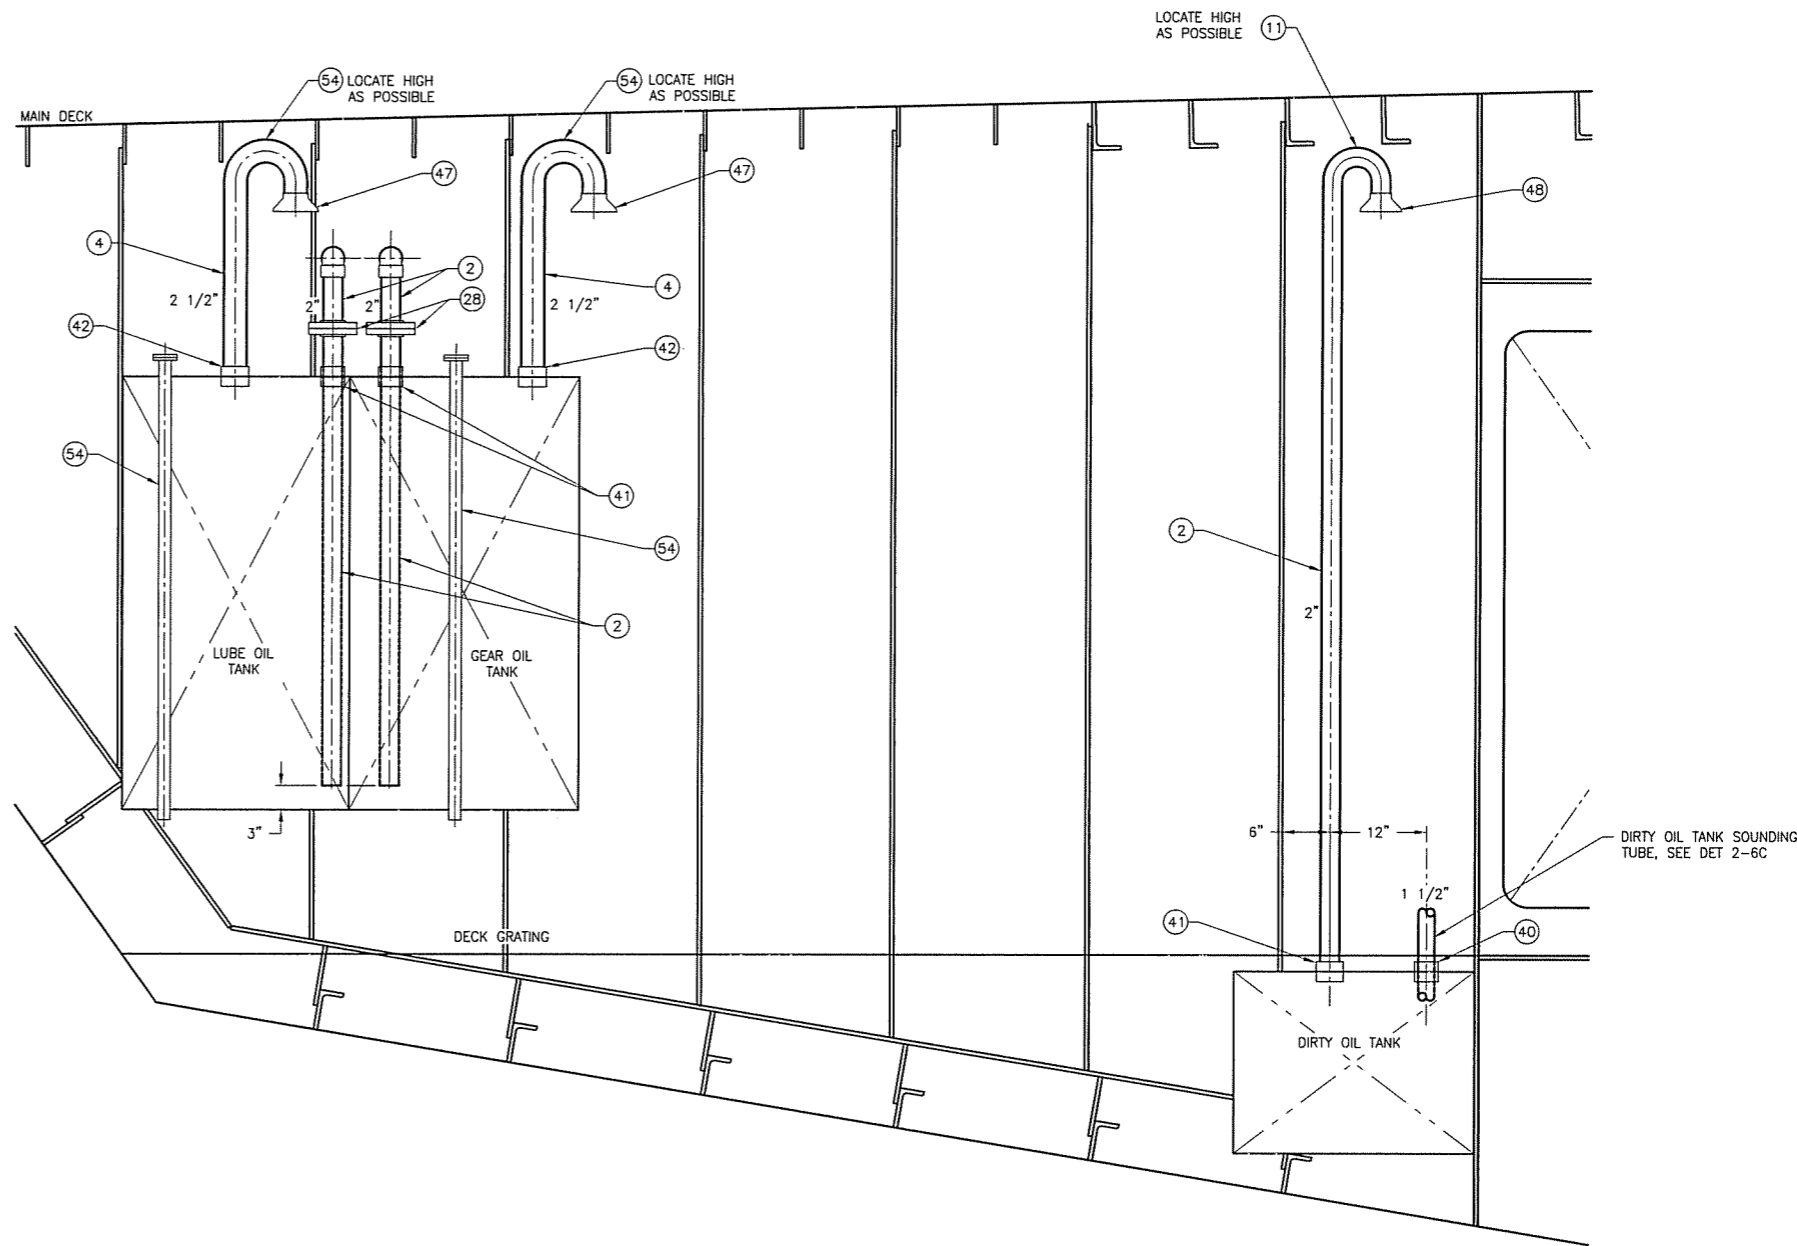 LOCATE HIGH
AS POSSIBLE
11
54
LOCATE HIGH
AS POSSIBLE
54
LOCATE HIGH
AS POSSIBLE
MAIN DECK
47
47
48
4
2
4
28
2 1/2"
2"
2"
2 1/2"
42
42
54
41
54
2
2
2"
LUBE OIL
TANK
GEAR OIL
TANK
3"
6"
12"
DIRTY OIL TANK SOUNDING
TUBE, SEE DET 2-6C
1 1/2"
41
40
DECK GRATING
DIRTY OIL TANK